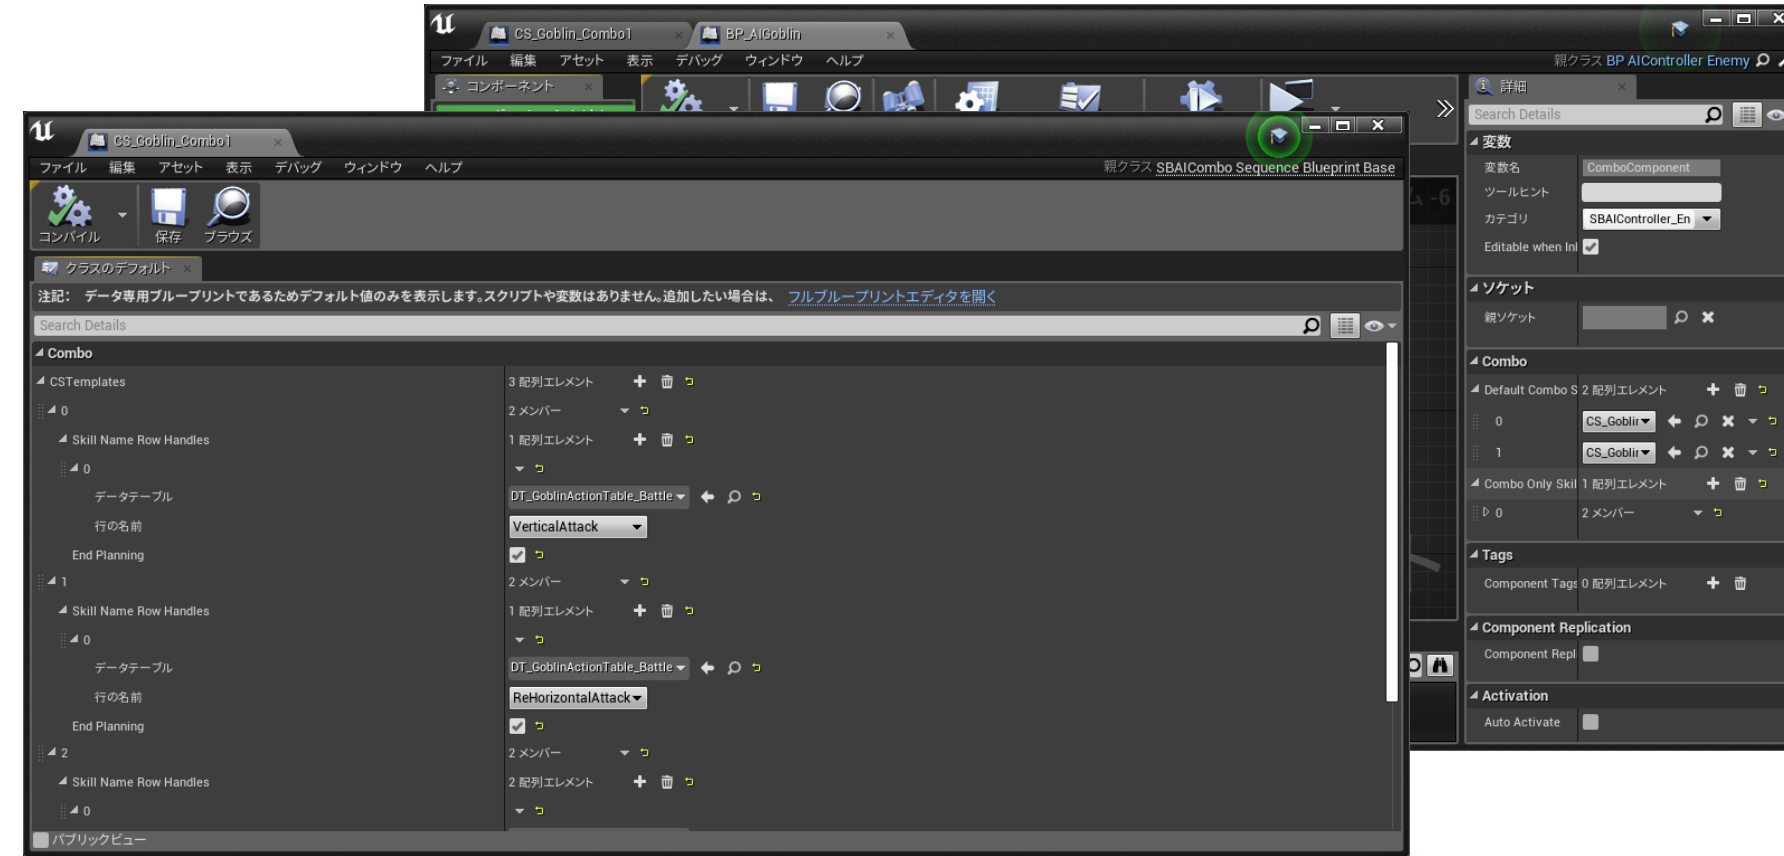 CS_Goblin_Combo1
BP_AIGoblin
ファイル 編集 アセット 表示 デバッグ ウィンドウ ヘルプ
親クラス BP AIController Enemy
コンポーネント
CS_Goblin_Combo1
ファイル 編集 アセット 表示 デバッグ ウィンドウ ヘルプ
親クラス SBAICombo Sequence Blueprint Base
コンパイル 保存 ブラウズ
クラスのデフォルト
注記: データ専用ブループリントであるためデフォルト値のみを表示します。スクリプトや変数はありません。追加したい場合は、 フルブループリントエディタを開く
Search Details
Combo
CSTemplates 3 配列エレメント
0 2 メンバー
Skill Name Row Handles 1 配列エレメント
0
データテーブル DT_GoblinActionTable_Battle
行の名前 VerticalAttack
End Planning
1 2 メンバー
Skill Name Row Handles 1 配列エレメント
0
データテーブル DT_GoblinActionTable_Battle
行の名前 ReHorizontalAttack
End Planning
2 2 メンバー
Skill Name Row Handles 2 配列エレメント
0
パブリックビュー
ム -6
詳細
Search Details
変数
変数名 ComboComponent
ツールヒント
カテゴリ SBAIController_En
Editable when Inl
ソケット
親ソケット
Combo
Default Combo S 2 配列エレメント
0 CS_Goblir
1 CS_Goblir
Combo Only Skil 1 配列エレメント
0 2 メンバー
Tags
Component Tags 0 配列エレメント
Component Replication
Component Repl
Activation
Auto Activate